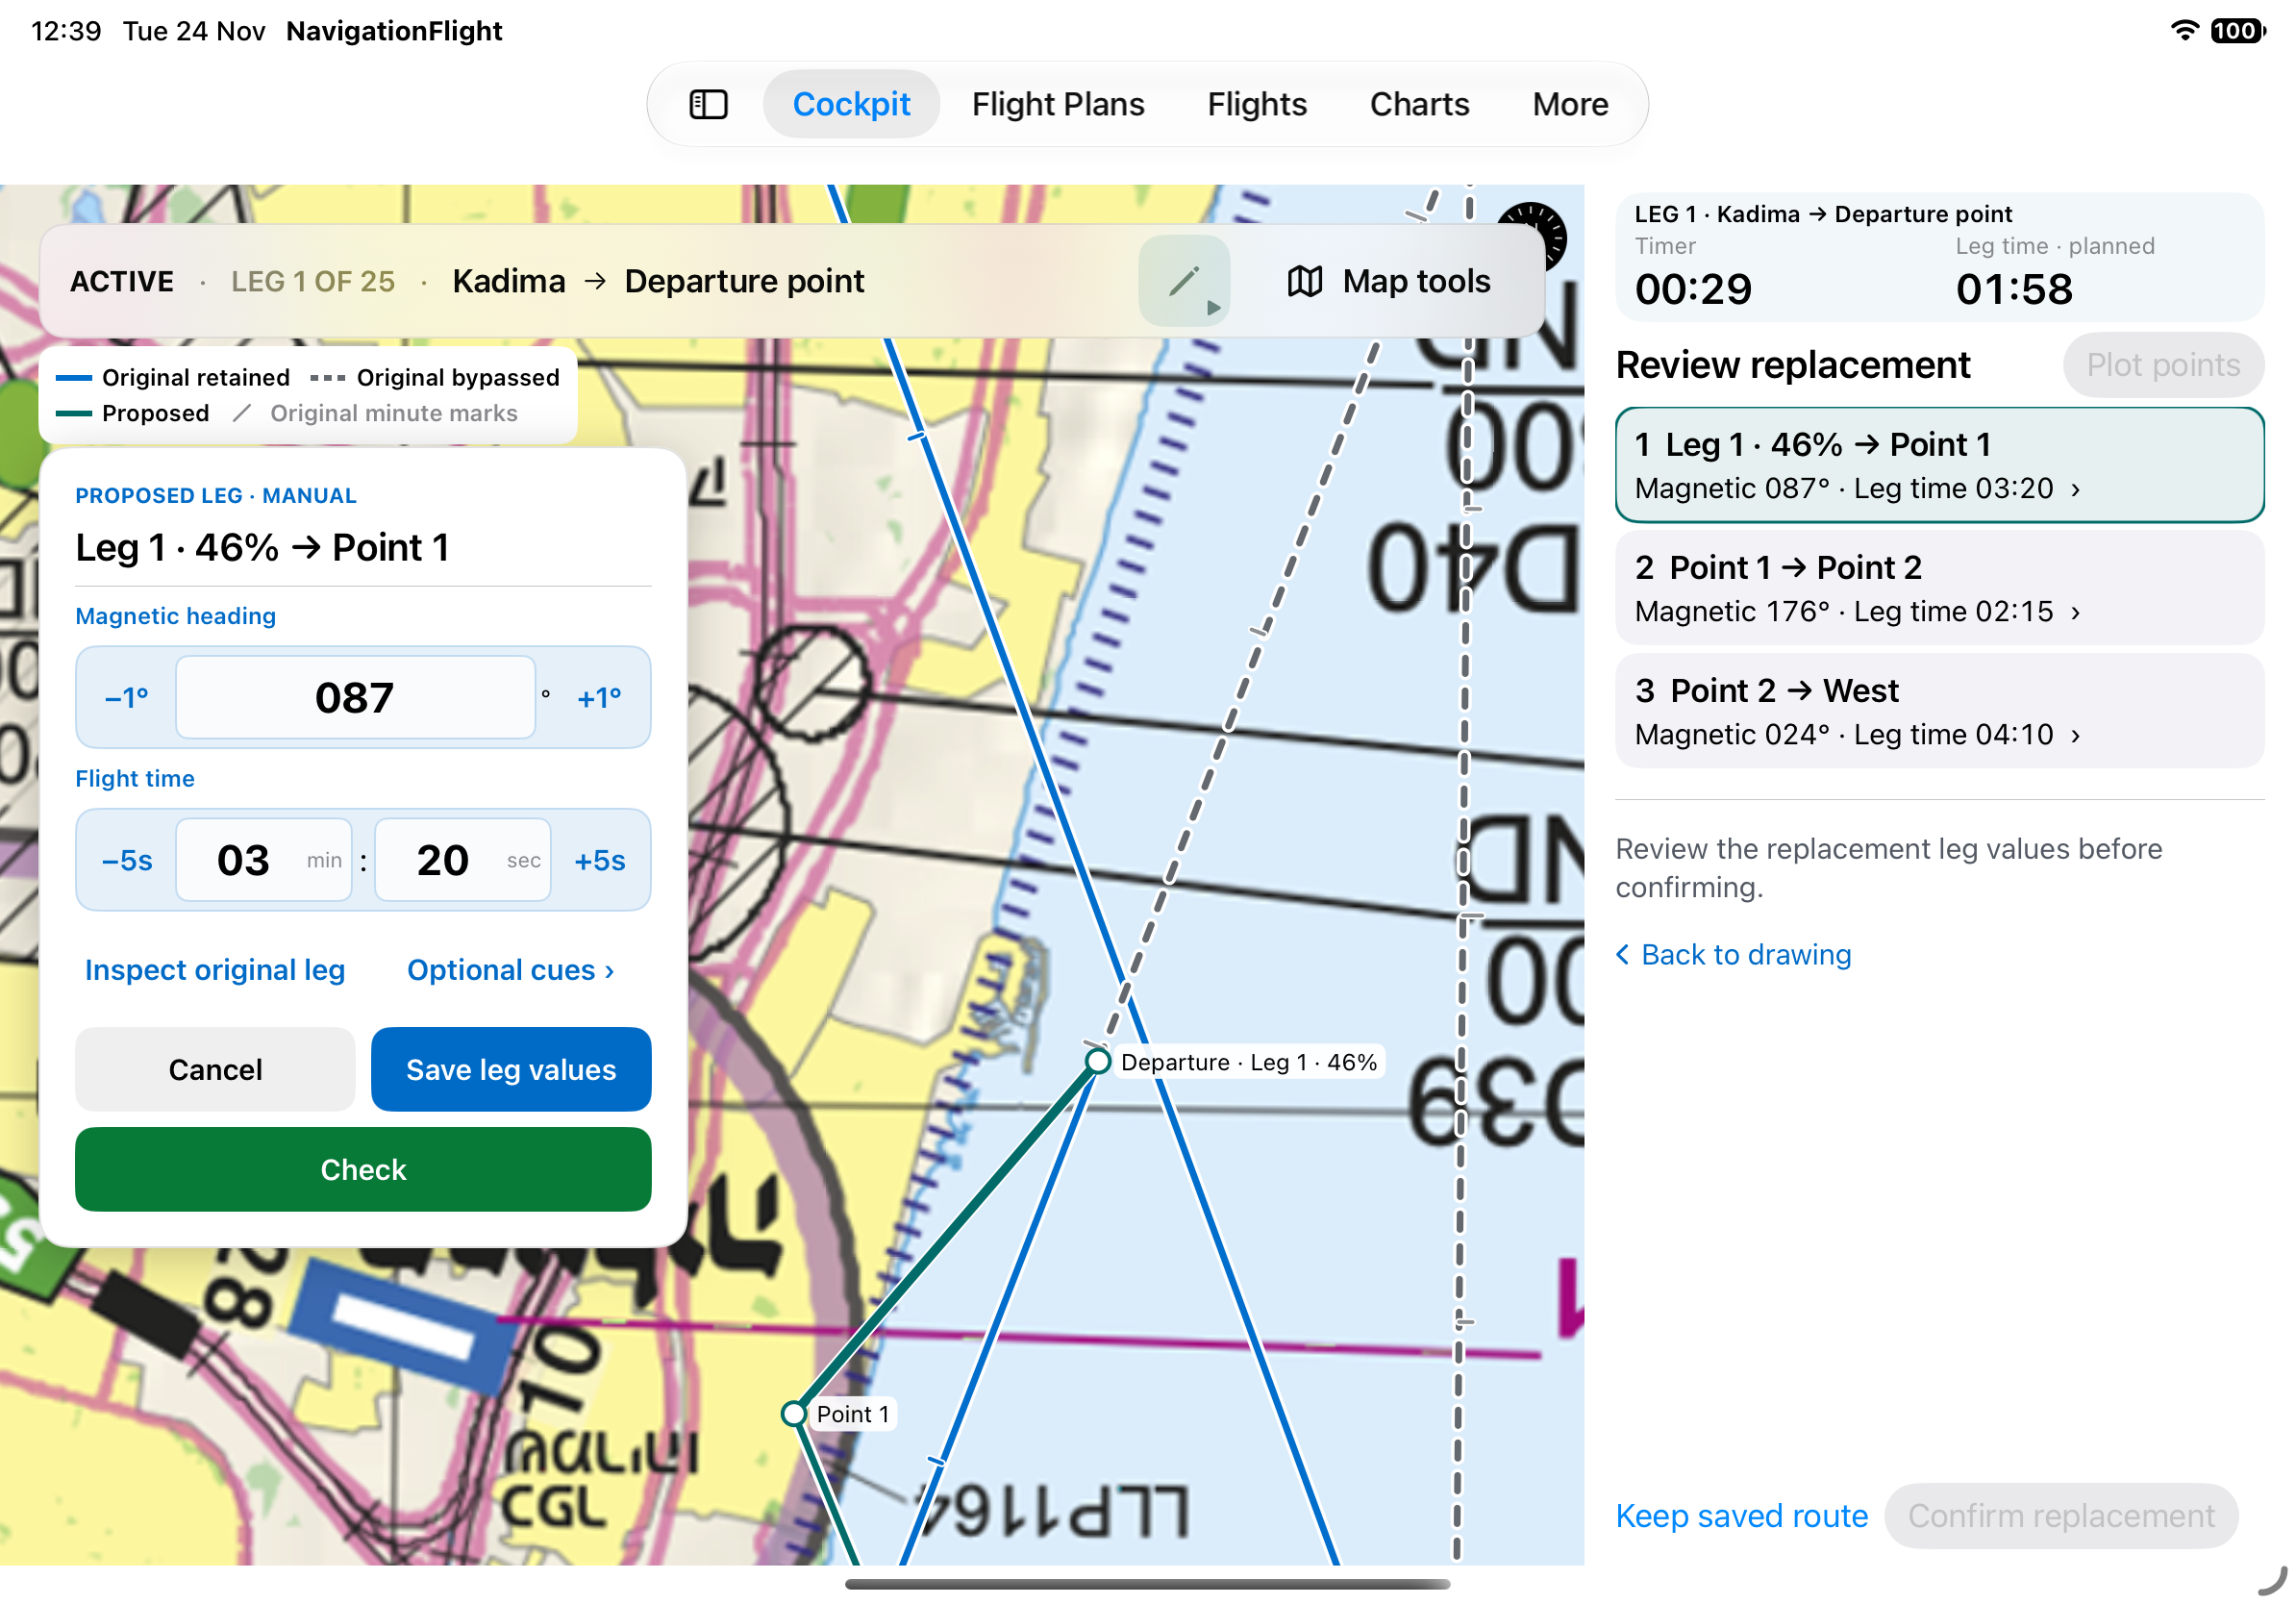 12:39 Tue 24 Nov NavigationFlight
100
Cockpit Flight Plans Flights Charts More
ACTIVE · LEG 1 OF 25 · Kadima → Departure point
Map tools
Original retained Original bypassed
Proposed Original minute marks
PROPOSED LEG · MANUAL
Leg 1 · 46% → Point 1
Magnetic heading
−1° 087 ° +1°
Flight time
−5s 03 min : 20 sec +5s
Inspect original leg Optional cues ›
Cancel Save leg values
Check
D40
D39
Departure · Leg 1 · 46%
Point 1
CGL
LLP1164
LEG 1 · Kadima → Departure point
Timer Leg time · planned
00:29 01:58
Review replacement Plot points
1 Leg 1 · 46% → Point 1
Magnetic 087° · Leg time 03:20 ›
2 Point 1 → Point 2
Magnetic 176° · Leg time 02:15 ›
3 Point 2 → West
Magnetic 024° · Leg time 04:10 ›
Review the replacement leg values before
confirming.
Back to drawing
Keep saved route Confirm replacement